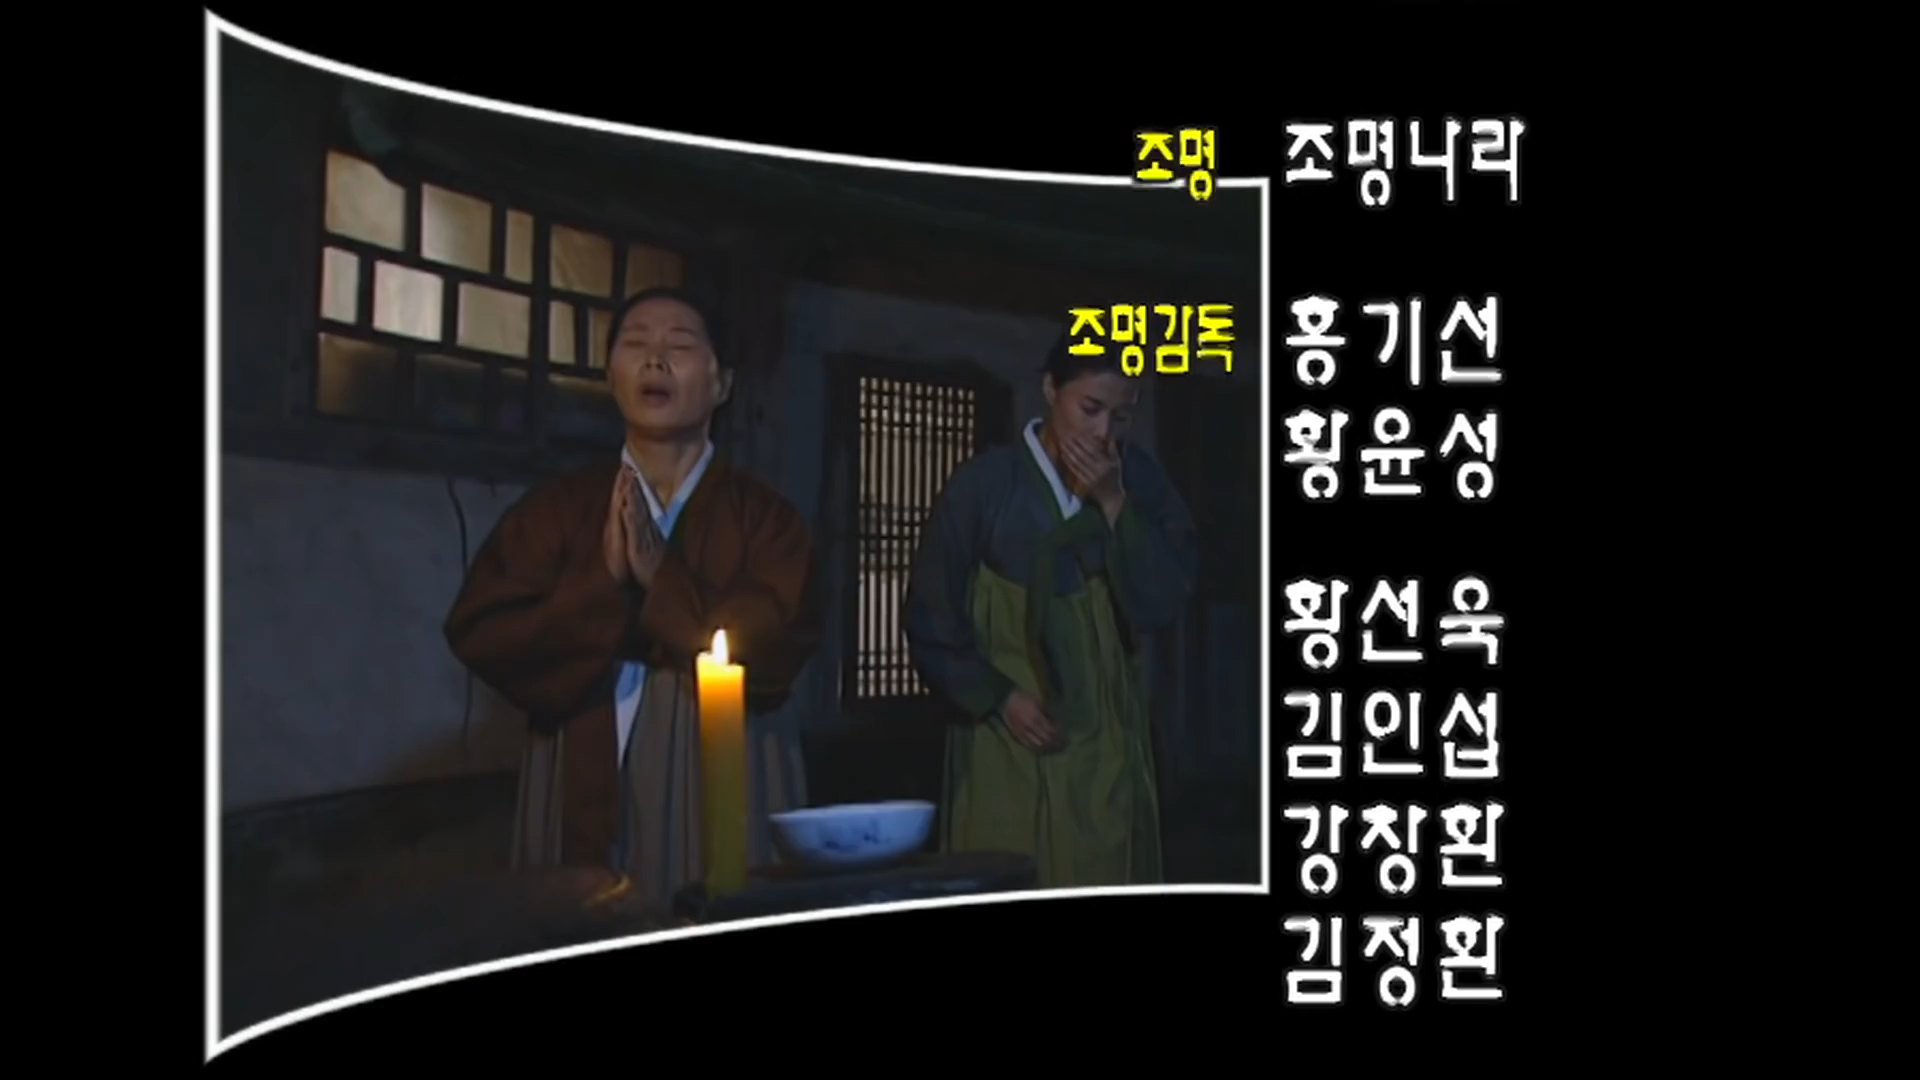 조명 조명나라
조명감독 홍기선
황윤성
황선욱
김인섭
강창환
김정환